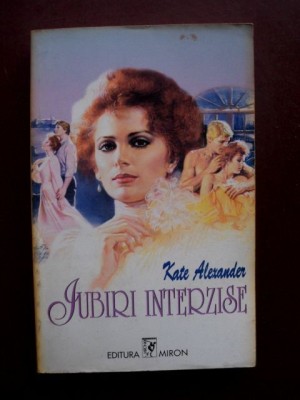 Kate Alexander
IUBIRI INTERZISE
EDITURA MIRON